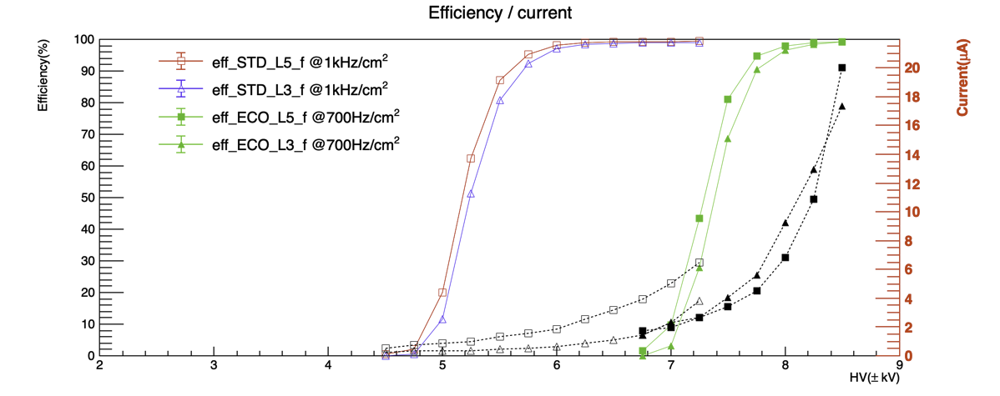 Efficiency / current
Efficiency(%)
100
90
80
70
60
50
40
30
20
10
0
eff_STD_L5_f @1kHz/cm²
eff_STD_L3_f @1kHz/cm²
eff_ECO_L5_f @700Hz/cm²
eff_ECO_L3_f @700Hz/cm²
Current(μA)
20
18
16
14
12
10
8
6
4
2
0
2 3 4 5 6 7 8 9
HV(± kV)